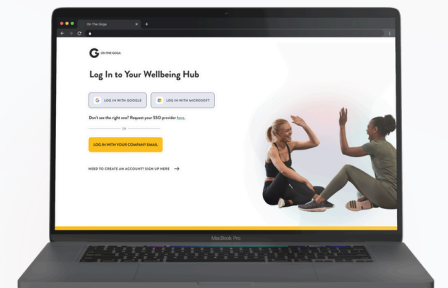 On The Goga
ON THE GOGA
Log In to Your Wellbeing Hub
LOG IN WITH GOOGLE
LOG IN WITH MICROSOFT
Don't see the right one? Request your SSO provider here.
OR
LOG IN WITH YOUR COMPANY EMAIL
NEED TO CREATE AN ACCOUNT? SIGN UP HERE
MacBook Pro